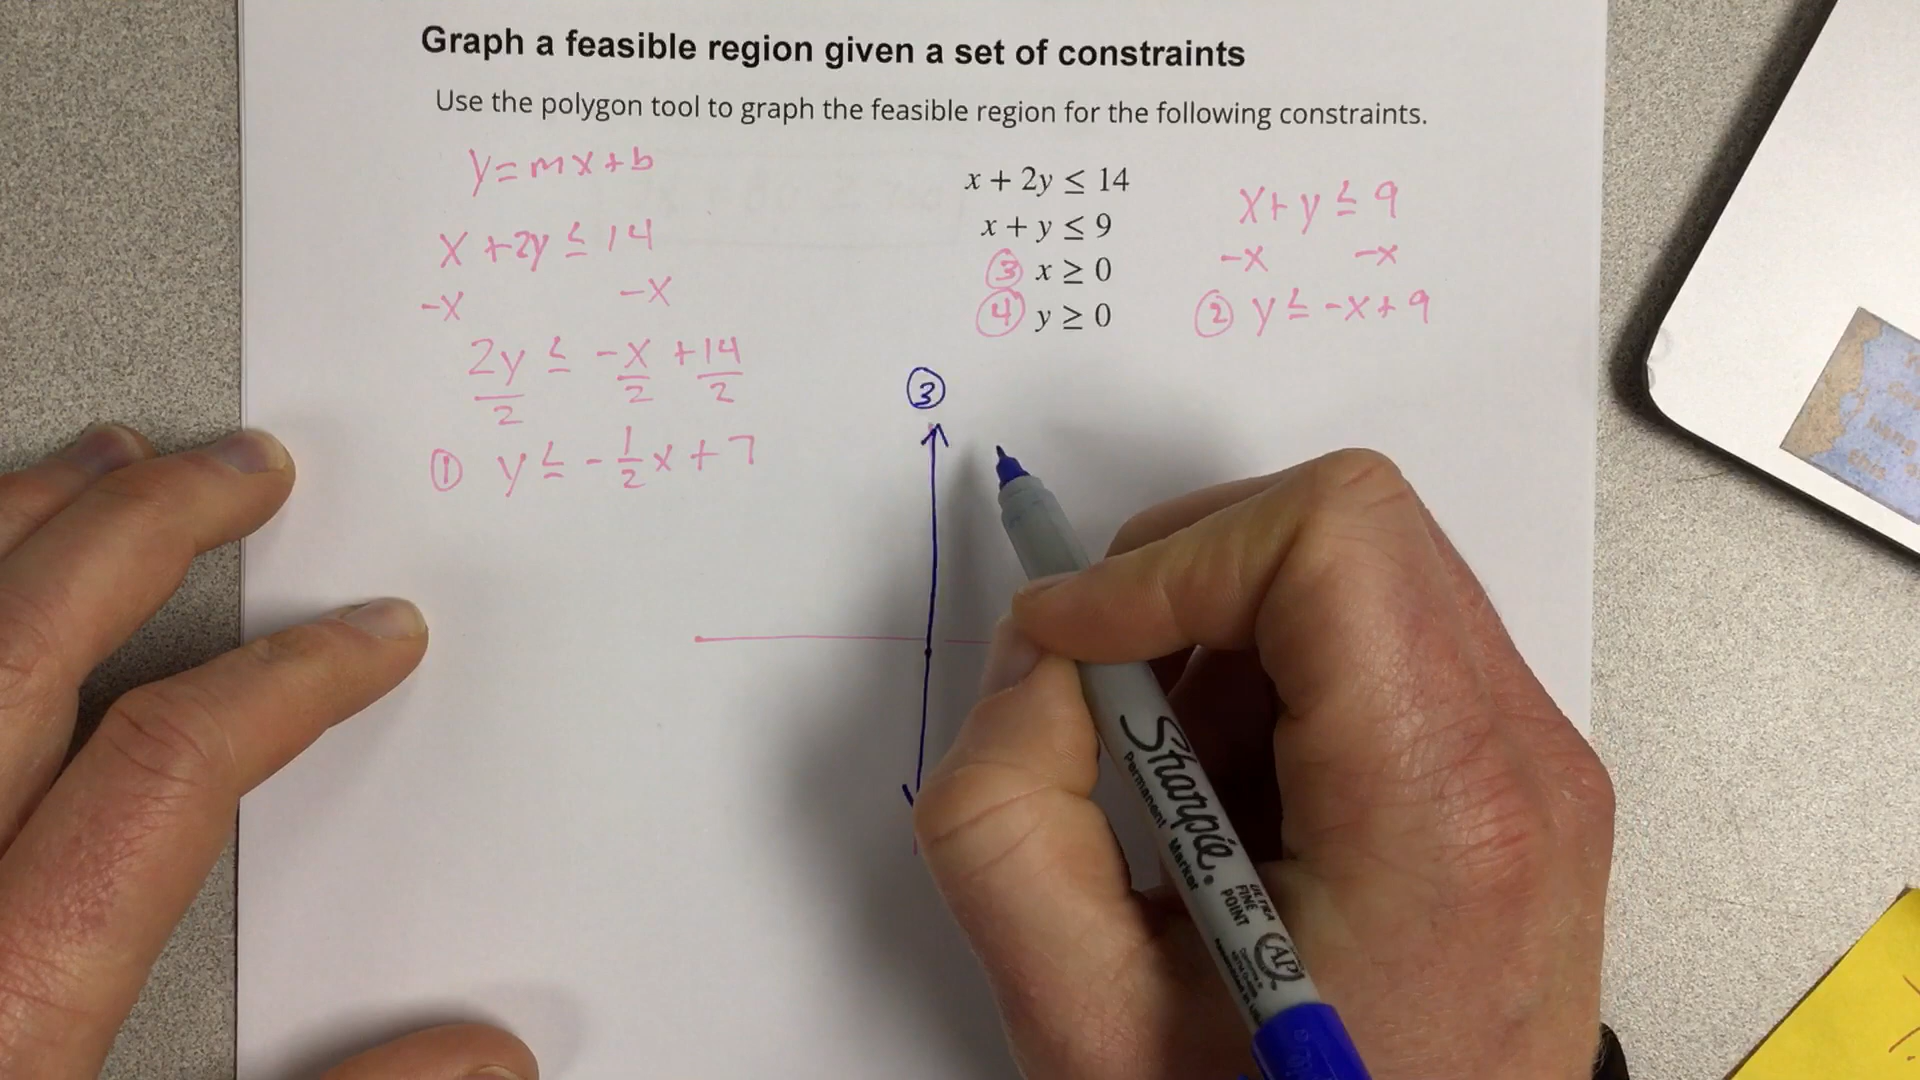 Graph a feasible region given a set of constraints
Use the polygon tool to graph the feasible region for the following constraints.
y = mx + b
x + 2y ≤ 14
-x -x
2y/2 ≤ -x/2 + 14/2
① y ≤ -1/2 x + 7
x + 2y ≤ 14
x + y ≤ 9
③ x ≥ 0
④ y ≥ 0
x + y ≤ 9
-x -x
② y ≤ -x + 9
③
Sharpie.
Permanent Marker
ULTRA
FINE
POINT
AP